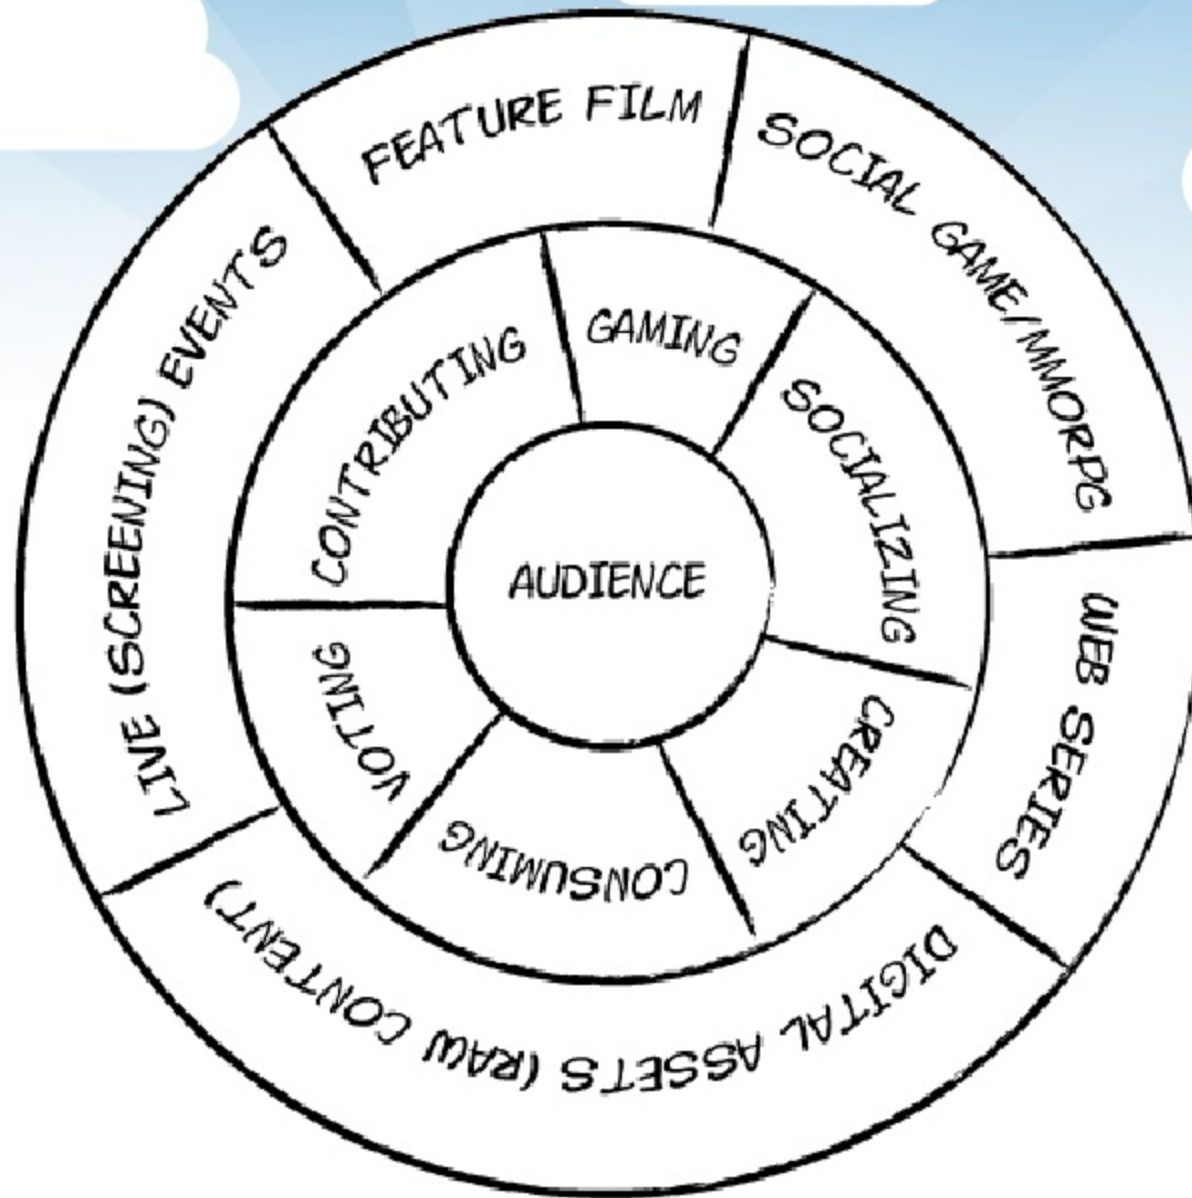 FEATURE FILM
SOCIAL GAME/MMORPG
WEB SERIES
DIGITAL ASSETS (RAW CONTENT)
LIVE (SCREENING) EVENTS
GAMING
SOCIALIZING
CREATING
CONSUMING
VOTING
CONTRIBUTING
AUDIENCE